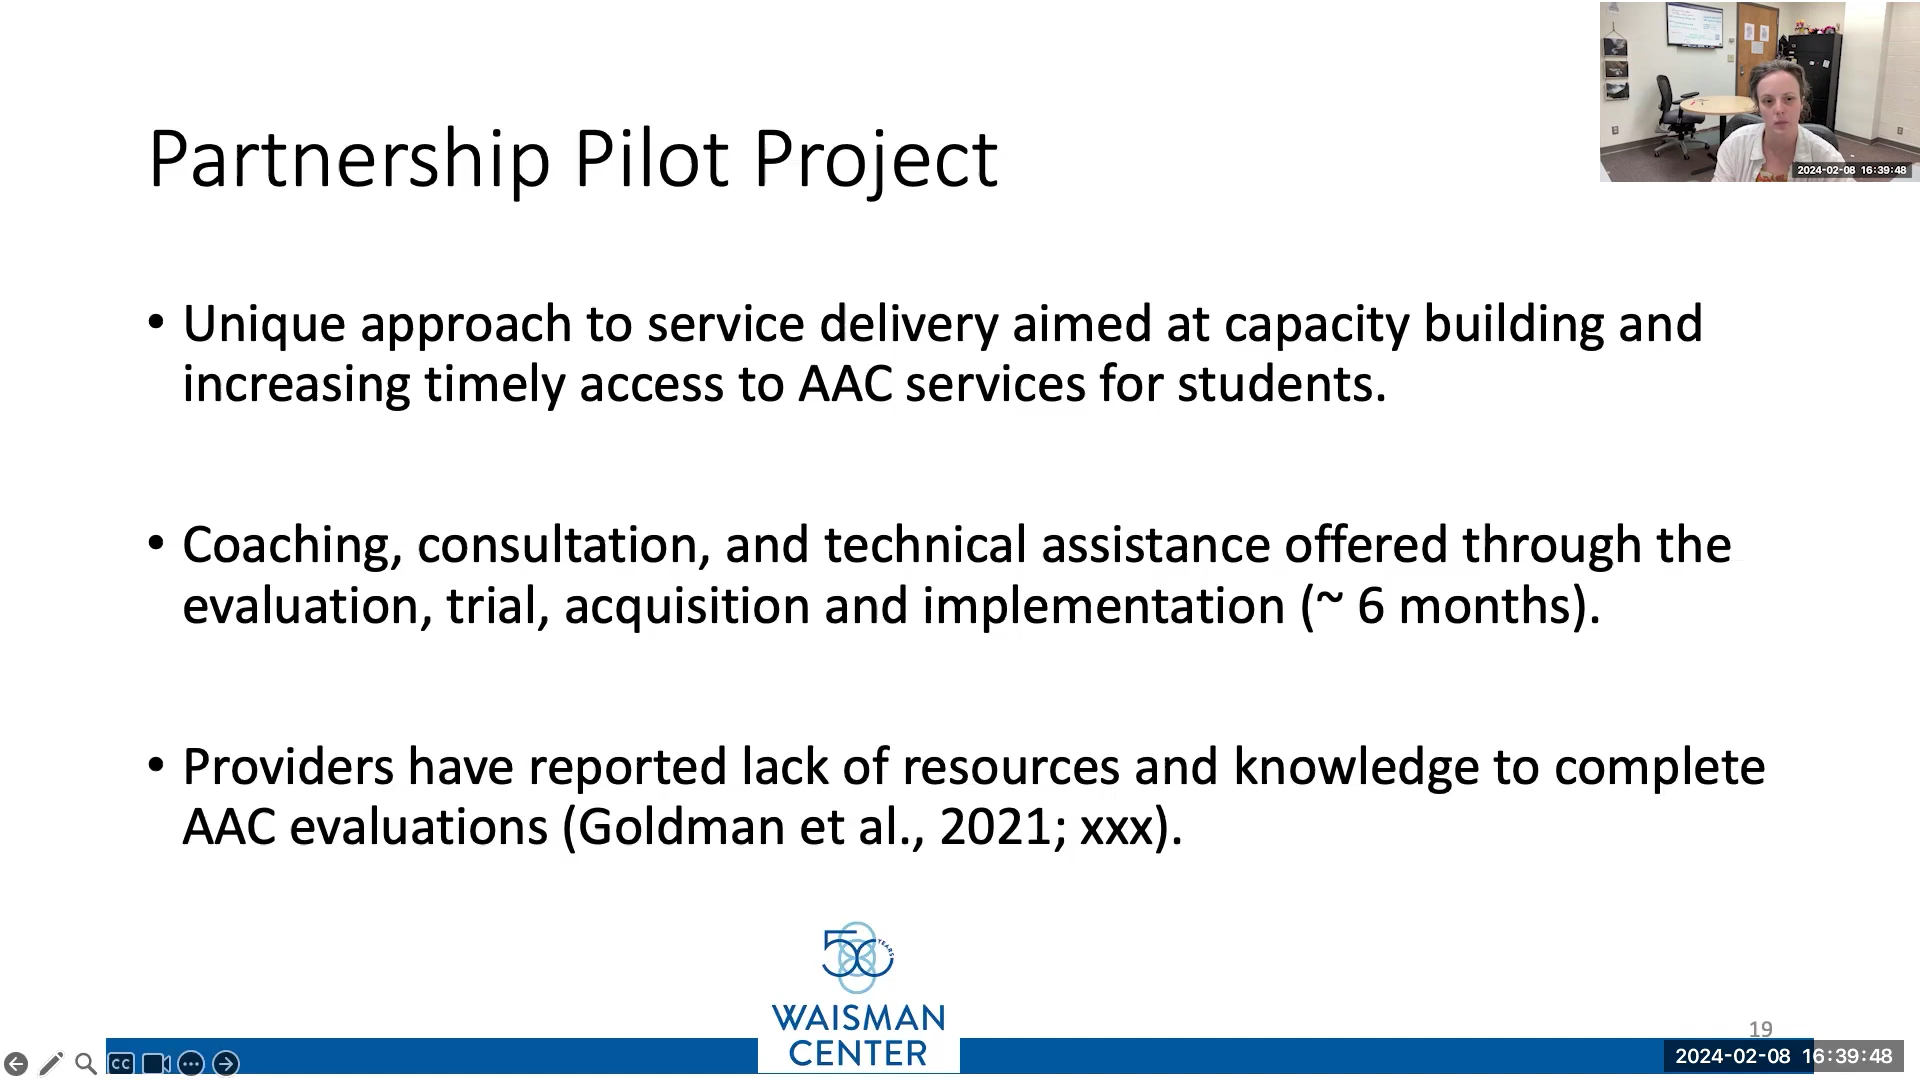 2024-02-08 16:39:48
Partnership Pilot Project
• Unique approach to service delivery aimed at capacity building and
increasing timely access to AAC services for students.
• Coaching, consultation, and technical assistance offered through the
evaluation, trial, acquisition and implementation (~ 6 months).
• Providers have reported lack of resources and knowledge to complete
AAC evaluations (Goldman et al., 2021; xxx).
50 YEARS
WAISMAN
CENTER
19
CC
2024-02-08 16:39:48